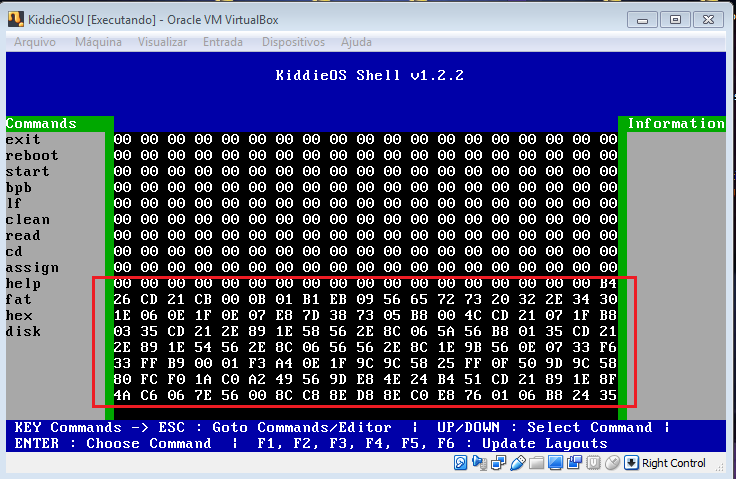 KiddieOSU [Executando] - Oracle VM VirtualBox
Arquivo Máquina Visualizar Entrada Dispositivos Ajuda
KiddieOS Shell v1.2.2
Commands
Information
exit
reboot
start
bpb
lf
clean
read
cd
assign
help
fat
hex
disk
00 00 00 00 00 00 00 00 00 00 00 00 00 00 00 00 00 00 00
00 00 00 00 00 00 00 00 00 00 00 00 00 00 00 00 00 00 00
00 00 00 00 00 00 00 00 00 00 00 00 00 00 00 00 00 00 00
00 00 00 00 00 00 00 00 00 00 00 00 00 00 00 00 00 00 00
00 00 00 00 00 00 00 00 00 00 00 00 00 00 00 00 00 00 00
00 00 00 00 00 00 00 00 00 00 00 00 00 00 00 00 00 00 00
00 00 00 00 00 00 00 00 00 00 00 00 00 00 00 00 00 00 00
00 00 00 00 00 00 00 00 00 00 00 00 00 00 00 00 00 00 00
00 00 00 00 00 00 00 00 00 00 00 00 00 00 00 00 00 00 00
00 00 00 00 00 00 00 00 00 00 00 00 00 00 00 00 00 00 B4
26 CD 21 CB 00 0B 01 B1 EB 09 56 65 72 73 20 32 2E 34 30
1E 06 0E 1F 0E 07 E8 7D 38 73 05 B8 00 4C CD 21 07 1F B8
03 35 CD 21 2E 89 1E 58 56 2E 8C 06 5A 56 B8 01 35 CD 21
2E 89 1E 54 56 2E 8C 06 56 56 2E 8C 1E 9B 56 0E 07 33 F6
33 FF B9 00 01 F3 A4 0E 1F 9C 9C 58 25 FF 0F 50 9D 9C 58
80 FC F0 1A C0 A2 49 56 9D E8 4E 24 B4 51 CD 21 89 1E 8F
4A C6 06 7E 56 00 8C C8 8E D8 8E C0 E8 76 01 06 B8 24 35
KEY Commands -> ESC : Goto Commands/Editor ¦ UP/DOWN : Select Command ¦
ENTER : Choose Command ¦ F1, F2, F3, F4, F5, F6 : Update Layouts
Right Control